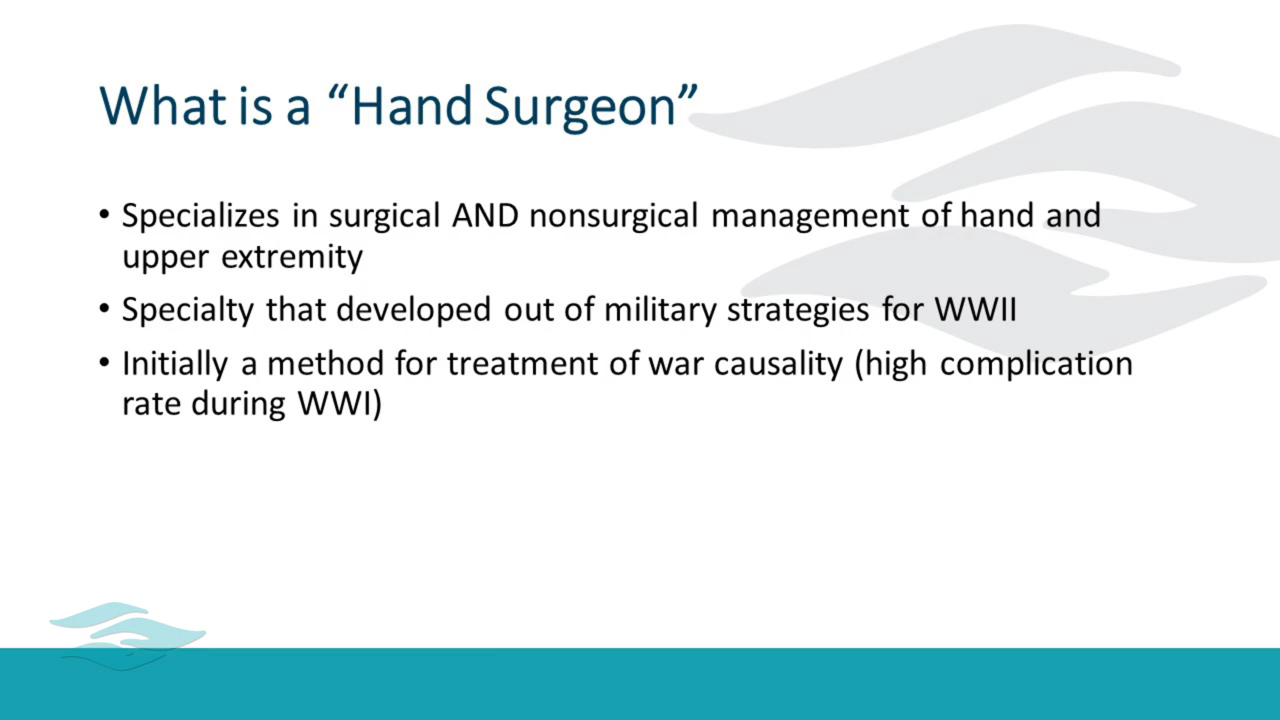 What is a “Hand Surgeon”
• Specializes in surgical AND nonsurgical management of hand and
upper extremity
• Specialty that developed out of military strategies for WWII
• Initially a method for treatment of war causality (high complication
rate during WWI)